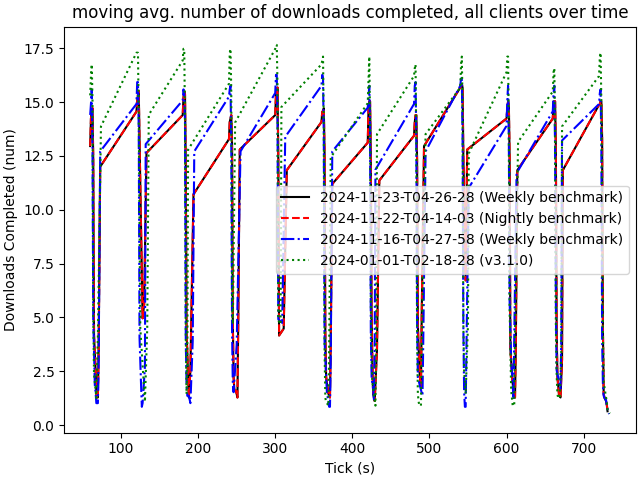 moving avg. number of downloads completed, all clients over time
Downloads Completed (num)
17.5
15.0
12.5
10.0
7.5
5.0
2.5
0.0
2024-11-23-T04-26-28 (Weekly benchmark)
2024-11-22-T04-14-03 (Nightly benchmark)
2024-11-16-T04-27-58 (Weekly benchmark)
2024-01-01-T02-18-28 (v3.1.0)
100 200 300 400 500 600 700
Tick (s)